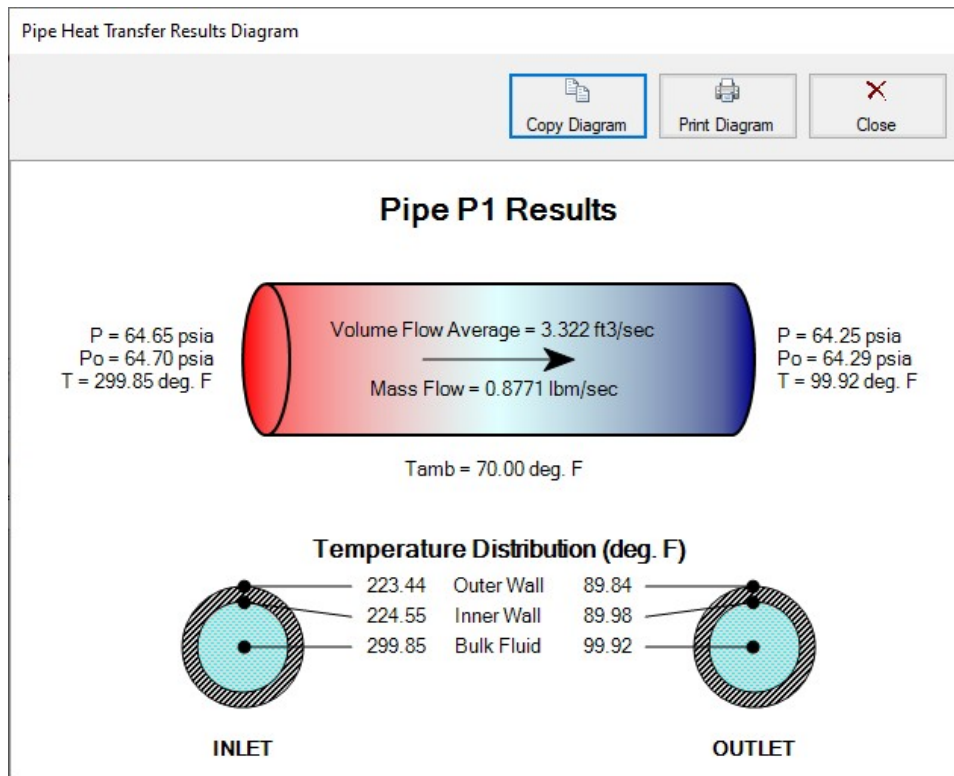 Pipe Heat Transfer Results Diagram
Copy Diagram
Print Diagram
Close
Pipe P1 Results
P = 64.65 psia
Po = 64.70 psia
T = 299.85 deg. F
Volume Flow Average = 3.322 ft3/sec
Mass Flow = 0.8771 lbm/sec
P = 64.25 psia
Po = 64.29 psia
T = 99.92 deg. F
Tamb = 70.00 deg. F
Temperature Distribution (deg. F)
223.44 Outer Wall 89.84
224.55 Inner Wall 89.98
299.85 Bulk Fluid 99.92
INLET
OUTLET